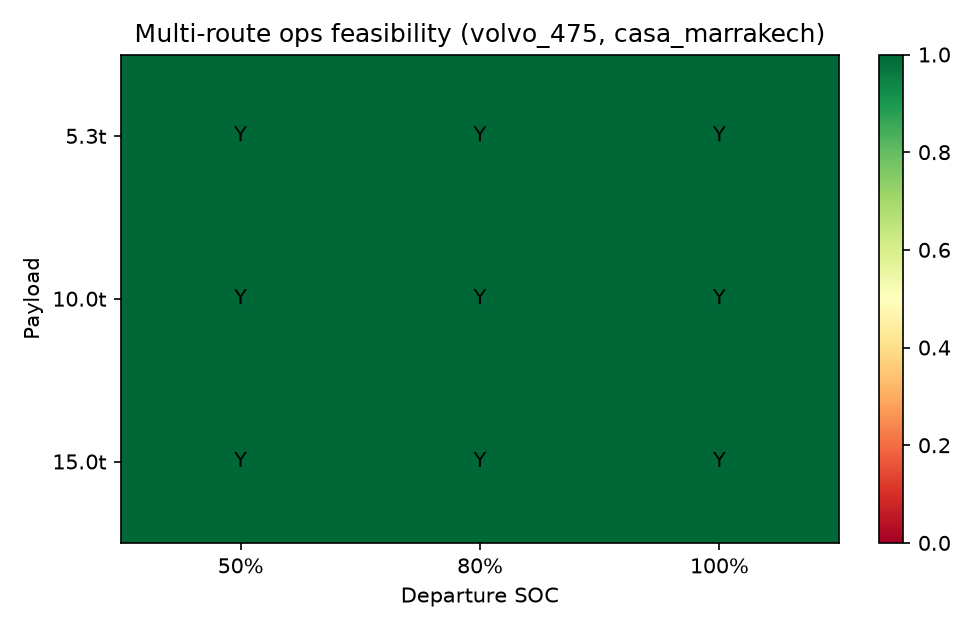 Multi-route ops feasibility (volvo_475, casa_marrakech)
Payload
5.3t Y Y Y
10.0t Y Y Y
15.0t Y Y Y
50% 80% 100%
Departure SOC
1.0
0.8
0.6
0.4
0.2
0.0